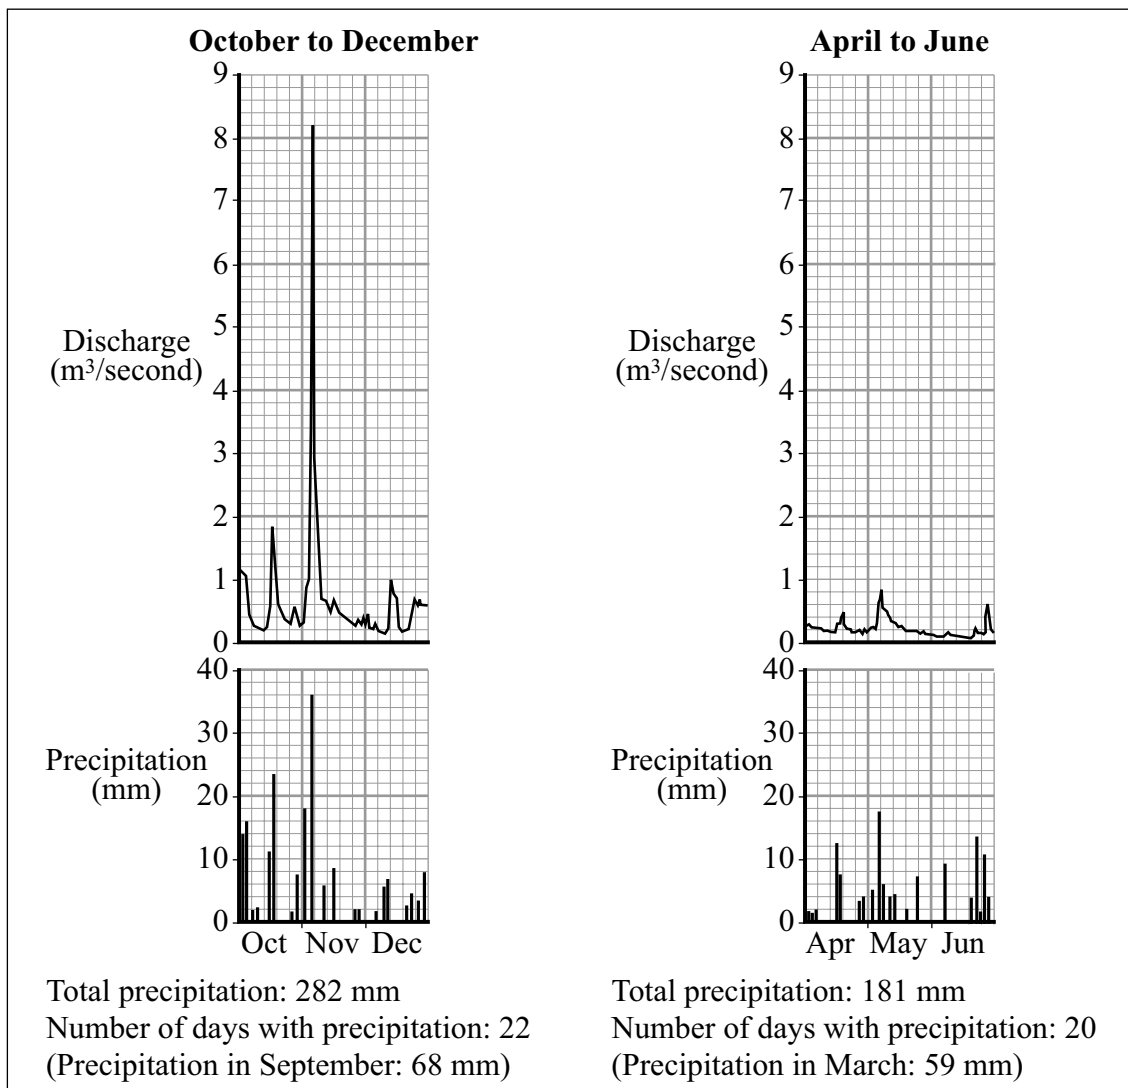 October to December
9
8
7
6
5
4
3
2
1
0
Discharge
(m³/second)
40
30
20
10
0
Precipitation
(mm)
Oct Nov Dec
Total precipitation: 282 mm
Number of days with precipitation: 22
(Precipitation in September: 68 mm)
April to June
9
8
7
6
5
4
3
2
1
0
Discharge
(m³/second)
40
30
20
10
0
Precipitation
(mm)
Apr May Jun
Total precipitation: 181 mm
Number of days with precipitation: 20
(Precipitation in March: 59 mm)